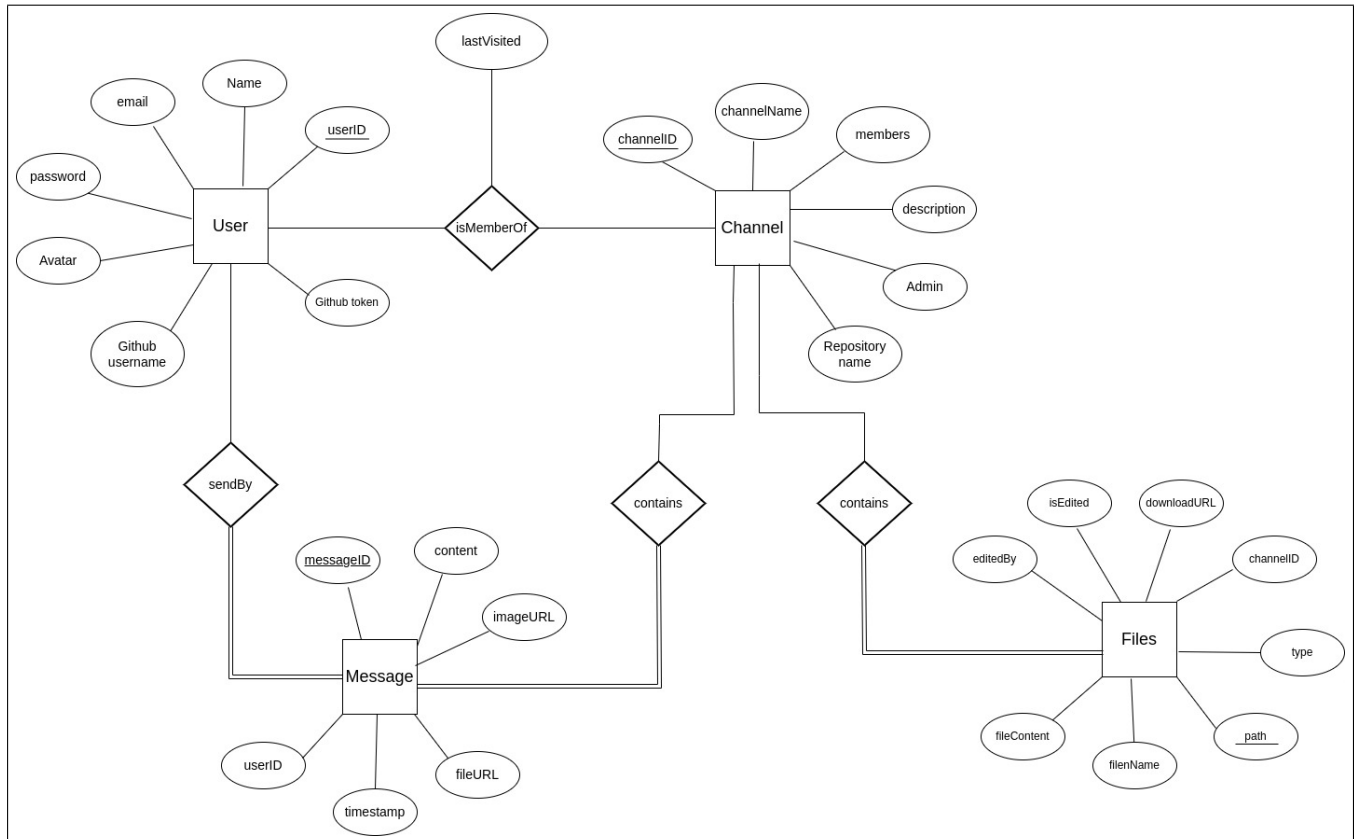 lastVisited
Name
email
userID
password
User
Avatar
Github token
Github
username
isMemberOf
channelName
channelID
members
description
Channel
Admin
Repository
name
sendBy
contains
contains
messageID
content
imageURL
Message
userID
timestamp
fileURL
isEdited
downloadURL
editedBy
channelID
Files
type
fileContent
path
filenName